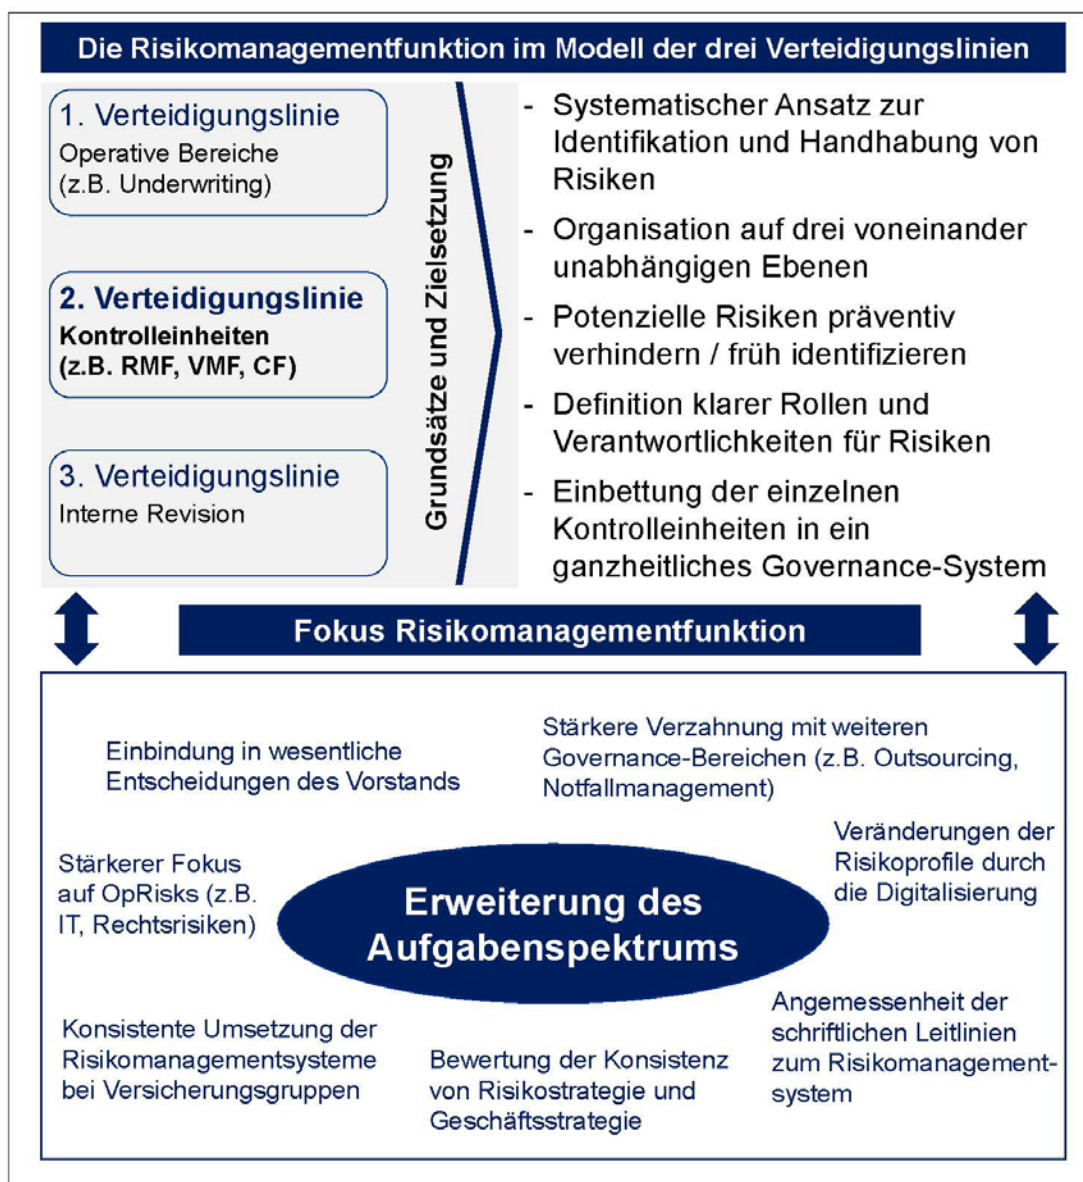 Die Risikomanagementfunktion im Modell der drei Verteidigungslinien
1. Verteidigungslinie
Operative Bereiche
(z.B. Underwriting)
2. Verteidigungslinie
Kontrolleinheiten
(z.B. RMF, VMF, CF)
3. Verteidigungslinie
Interne Revision
Grundsätze und Zielsetzung
- Systematischer Ansatz zur
Identifikation und Handhabung von
Risiken
- Organisation auf drei voneinander
unabhängigen Ebenen
- Potenzielle Risiken präventiv
verhindern / früh identifizieren
- Definition klarer Rollen und
Verantwortlichkeiten für Risiken
- Einbettung der einzelnen
Kontrolleinheiten in ein
ganzheitliches Governance-System
Fokus Risikomanagementfunktion
Einbindung in wesentliche
Entscheidungen des Vorstands
Stärkere Verzahnung mit weiteren
Governance-Bereichen (z.B. Outsourcing,
Notfallmanagement)
Stärkerer Fokus
auf OpRisks (z.B.
IT, Rechtsrisiken)
Erweiterung des
Aufgabenspektrums
Veränderungen der
Risikoprofile durch
die Digitalisierung
Konsistente Umsetzung der
Risikomanagementsysteme
bei Versicherungsgruppen
Bewertung der Konsistenz
von Risikostrategie und
Geschäftsstrategie
Angemessenheit der
schriftlichen Leitlinien
zum Risikomanagement-
system